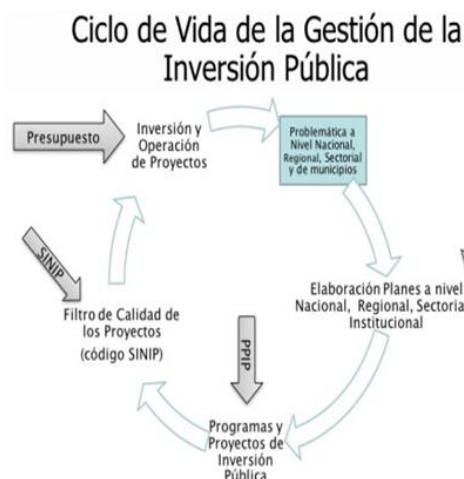 Ciclo de Vida de la Gestión de la
Inversión Pública
Presupuesto
Inversión y
Operación
de Proyectos
Problemática a
Nivel Nacional,
Regional, Sectorial
y de municipios
SINIP
Filtro de Calidad de
los Proyectos
(código SINIP)
Elaboración Planes a nivel
Nacional, Regional, Sectoria
Institucional
PPIP
Programas y
Proyectos de
Inversión
Pública